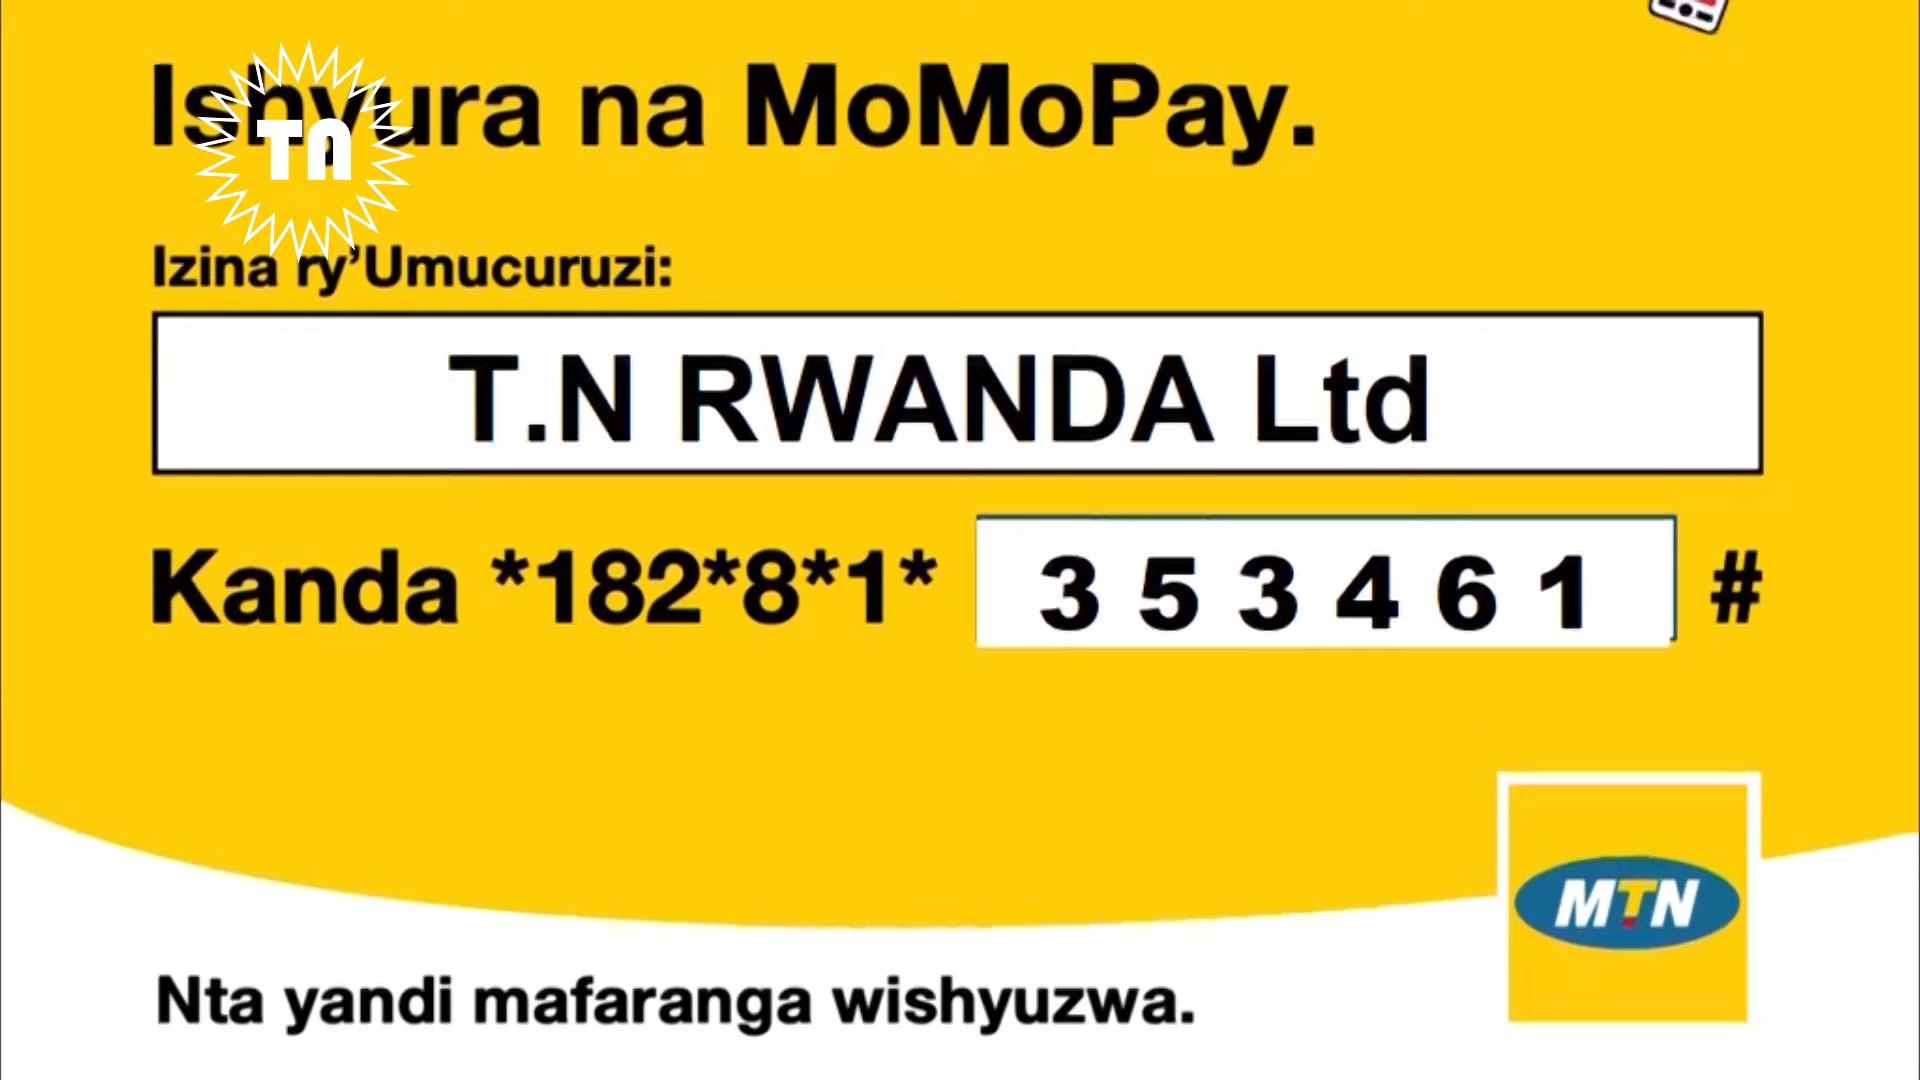 Ishyura na MoMoPay.
TN
Izina ry'Umucuruzi:
T.N RWANDA Ltd
Kanda *182*8*1* 3 5 3 4 6 1 #
MTN
Nta yandi mafaranga wishyuzwa.